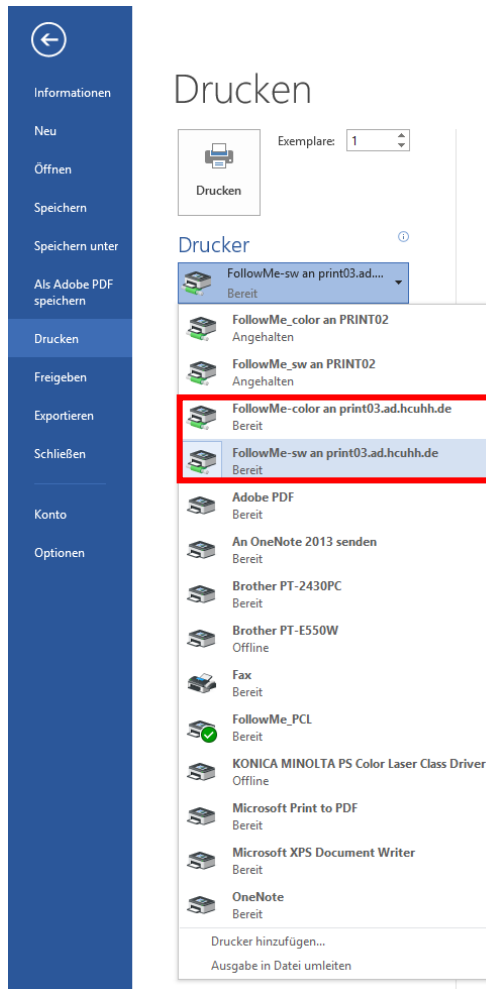 Informationen
Neu
Öffnen
Speichern
Speichern unter
Als Adobe PDF
speichern
Drucken
Freigeben
Exportieren
Schließen
Konto
Optionen
Drucken
Exemplare: 1
Drucken
Drucker
FollowMe-sw an print03.ad....
Bereit
FollowMe_color an PRINT02
Angehalten
FollowMe_sw an PRINT02
Angehalten
FollowMe-color an print03.ad.hcuhh.de
Bereit
FollowMe-sw an print03.ad.hcuhh.de
Bereit
Adobe PDF
Bereit
An OneNote 2013 senden
Bereit
Brother PT-2430PC
Bereit
Brother PT-E550W
Offline
Fax
Bereit
FollowMe_PCL
Bereit
KONICA MINOLTA PS Color Laser Class Driver
Offline
Microsoft Print to PDF
Bereit
Microsoft XPS Document Writer
Bereit
OneNote
Bereit
Drucker hinzufügen...
Ausgabe in Datei umleiten